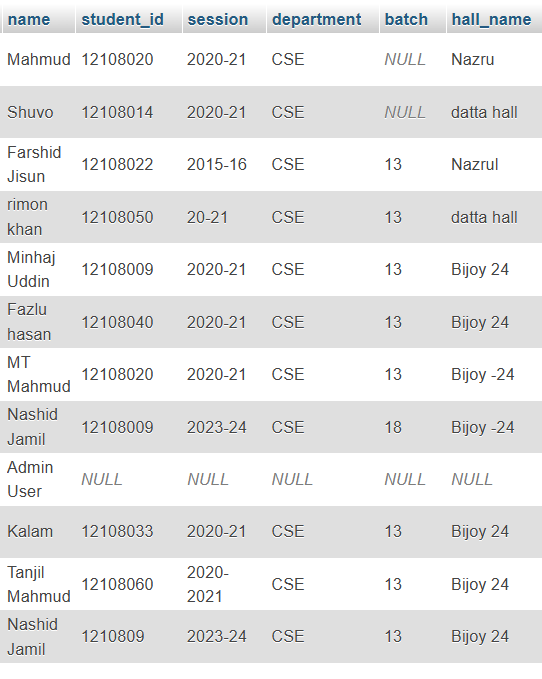 name student_id session department batch hall_name
Mahmud 12108020 2020-21 CSE NULL Nazru
Shuvo 12108014 2020-21 CSE NULL datta hall
Farshid Jisun 12108022 2015-16 CSE 13 Nazrul
rimon khan 12108050 20-21 CSE 13 datta hall
Minhaj Uddin 12108009 2020-21 CSE 13 Bijoy 24
Fazlu hasan 12108040 2020-21 CSE 13 Bijoy 24
MT Mahmud 12108020 2020-21 CSE 13 Bijoy -24
Nashid Jamil 12108009 2023-24 CSE 18 Bijoy -24
Admin User NULL NULL NULL NULL NULL
Kalam 12108033 2020-21 CSE 13 Bijoy 24
Tanjil Mahmud 12108060 2020-2021 CSE 13 Bijoy 24
Nashid Jamil 1210809 2023-24 CSE 13 Bijoy 24